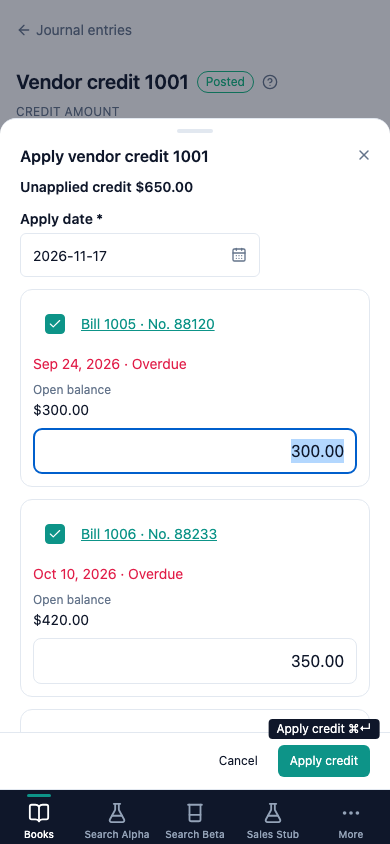 Journal entries
Vendor credit 1001 Posted
CREDIT AMOUNT
Apply vendor credit 1001
Unapplied credit $650.00
Apply date *
2026-11-17
Bill 1005 · No. 88120
Sep 24, 2026 · Overdue
Open balance
$300.00
300.00
Bill 1006 · No. 88233
Oct 10, 2026 · Overdue
Open balance
$420.00
350.00
Apply credit ⌘↵
Cancel Apply credit
Books Search Alpha Search Beta Sales Stub More